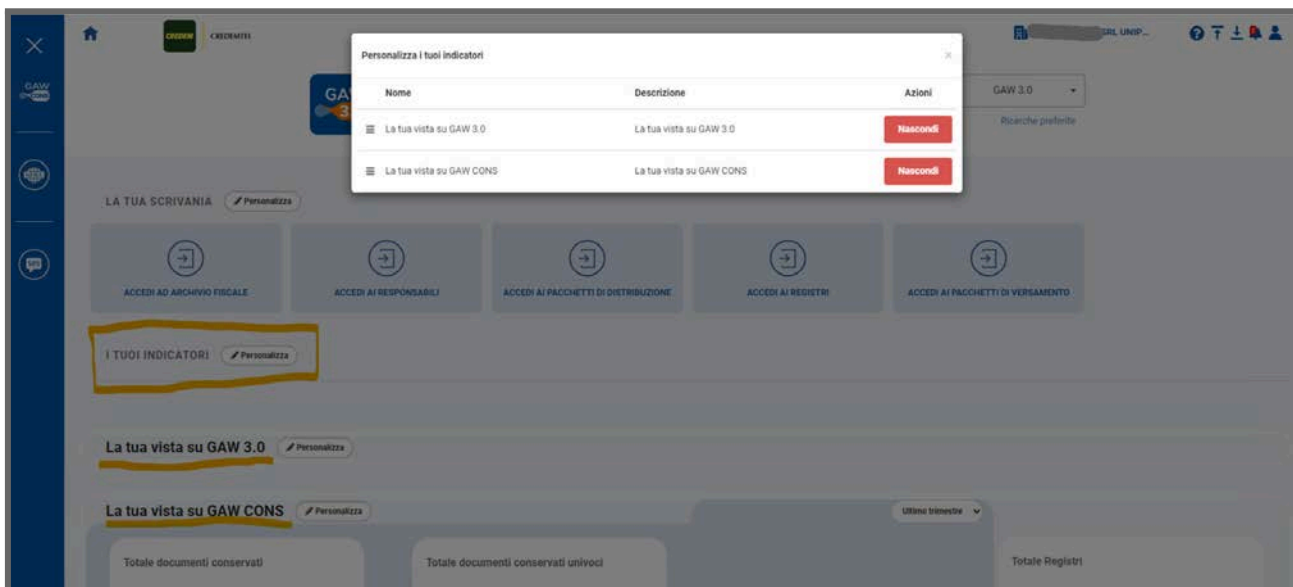 CREDEM
CREDEMTEL
SRL UNIP...
GAW
CONS
GAW 3.0
Ricerche preferite
Personalizza i tuoi indicatori
Nome Descrizione Azioni
La tua vista su GAW 3.0 La tua vista su GAW 3.0 Nascondi
La tua vista su GAW CONS La tua vista su GAW CONS Nascondi
LA TUA SCRIVANIA Personalizza
ACCEDI AD ARCHIVIO FISCALE ACCEDI AI RESPONSABILI ACCEDI AI PACCHETTI DI DISTRIBUZIONE ACCEDI AI REGISTRI ACCEDI AI PACCHETTI DI VERSAMENTO
I TUOI INDICATORI Personalizza
La tua vista su GAW 3.0 Personalizza
La tua vista su GAW CONS Personalizza Ultimo trimestre
Totale documenti conservati Totale documenti conservati univoci Totale Registri